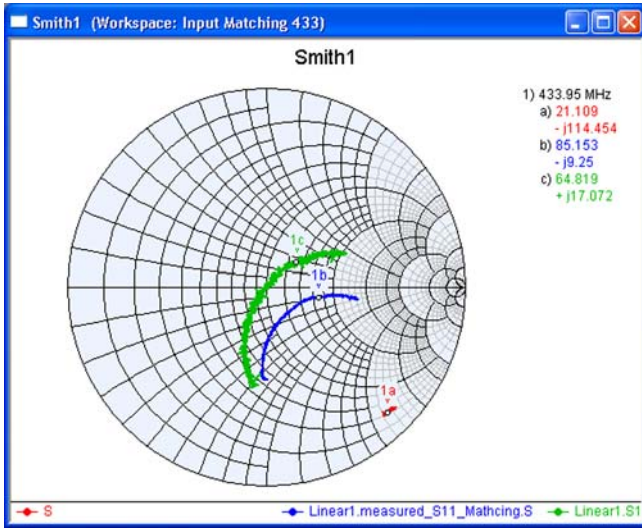 Smith1 (Workspace: Input Matching 433)
Smith1
1) 433.95 MHz
a) 21.109
- j114.454
b) 85.153
- j9.25
c) 64.819
+ j17.072
1c
1b
1a
S
Linear1.measured_S11_Mathcing.S
Linear1.S1